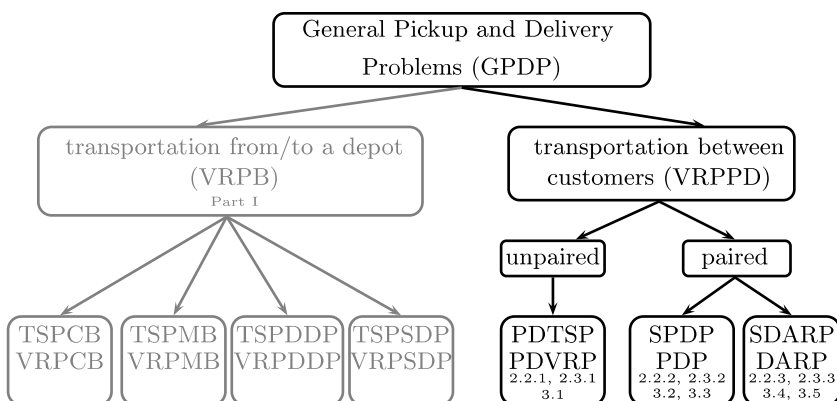 General Pickup and Delivery
Problems (GPDP)
transportation from/to a depot
(VRPB)
Part I
transportation between
customers (VRPPD)
unpaired
paired
TSPCB
VRPCB
TSPMB
VRPMB
TSPDDP
VRPDDP
TSPSDP
VRPSDP
PDTSP
PDVRP
2.2.1, 2.3.1
3.1
SPDP
PDP
2.2.2, 2.3.2
3.2, 3.3
SDARP
DARP
2.2.3, 2.3.3
3.4, 3.5